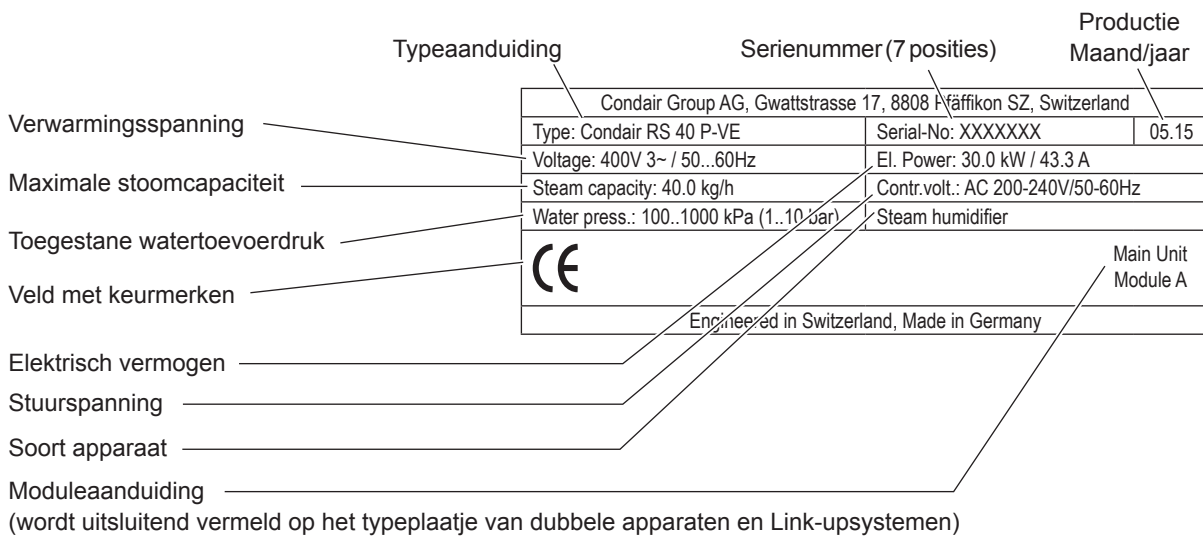 Productie
Typeaanduiding Serienummer (7 posities) Maand/jaar
Condair Group AG, Gwattstrasse 17, 8808 Pfäffikon SZ, Switzerland
Verwarmingsspanning
Type: Condair RS 40 P-VE Serial-No: XXXXXXX 05.15
Voltage: 400V 3~ / 50...60Hz El. Power: 30.0 kW / 43.3 A
Maximale stoomcapaciteit
Steam capacity: 40.0 kg/h Contr.volt.: AC 200-240V/50-60Hz
Water press.: 100..1000 kPa (1..10 bar) Steam humidifier
Toegestane watertoevoerdruk
CE
Main Unit
Module A
Veld met keurmerken
Engineered in Switzerland, Made in Germany
Elektrisch vermogen
Stuurspanning
Soort apparaat
Moduleaanduiding
(wordt uitsluitend vermeld op het typeplaatje van dubbele apparaten en Link-upsystemen)